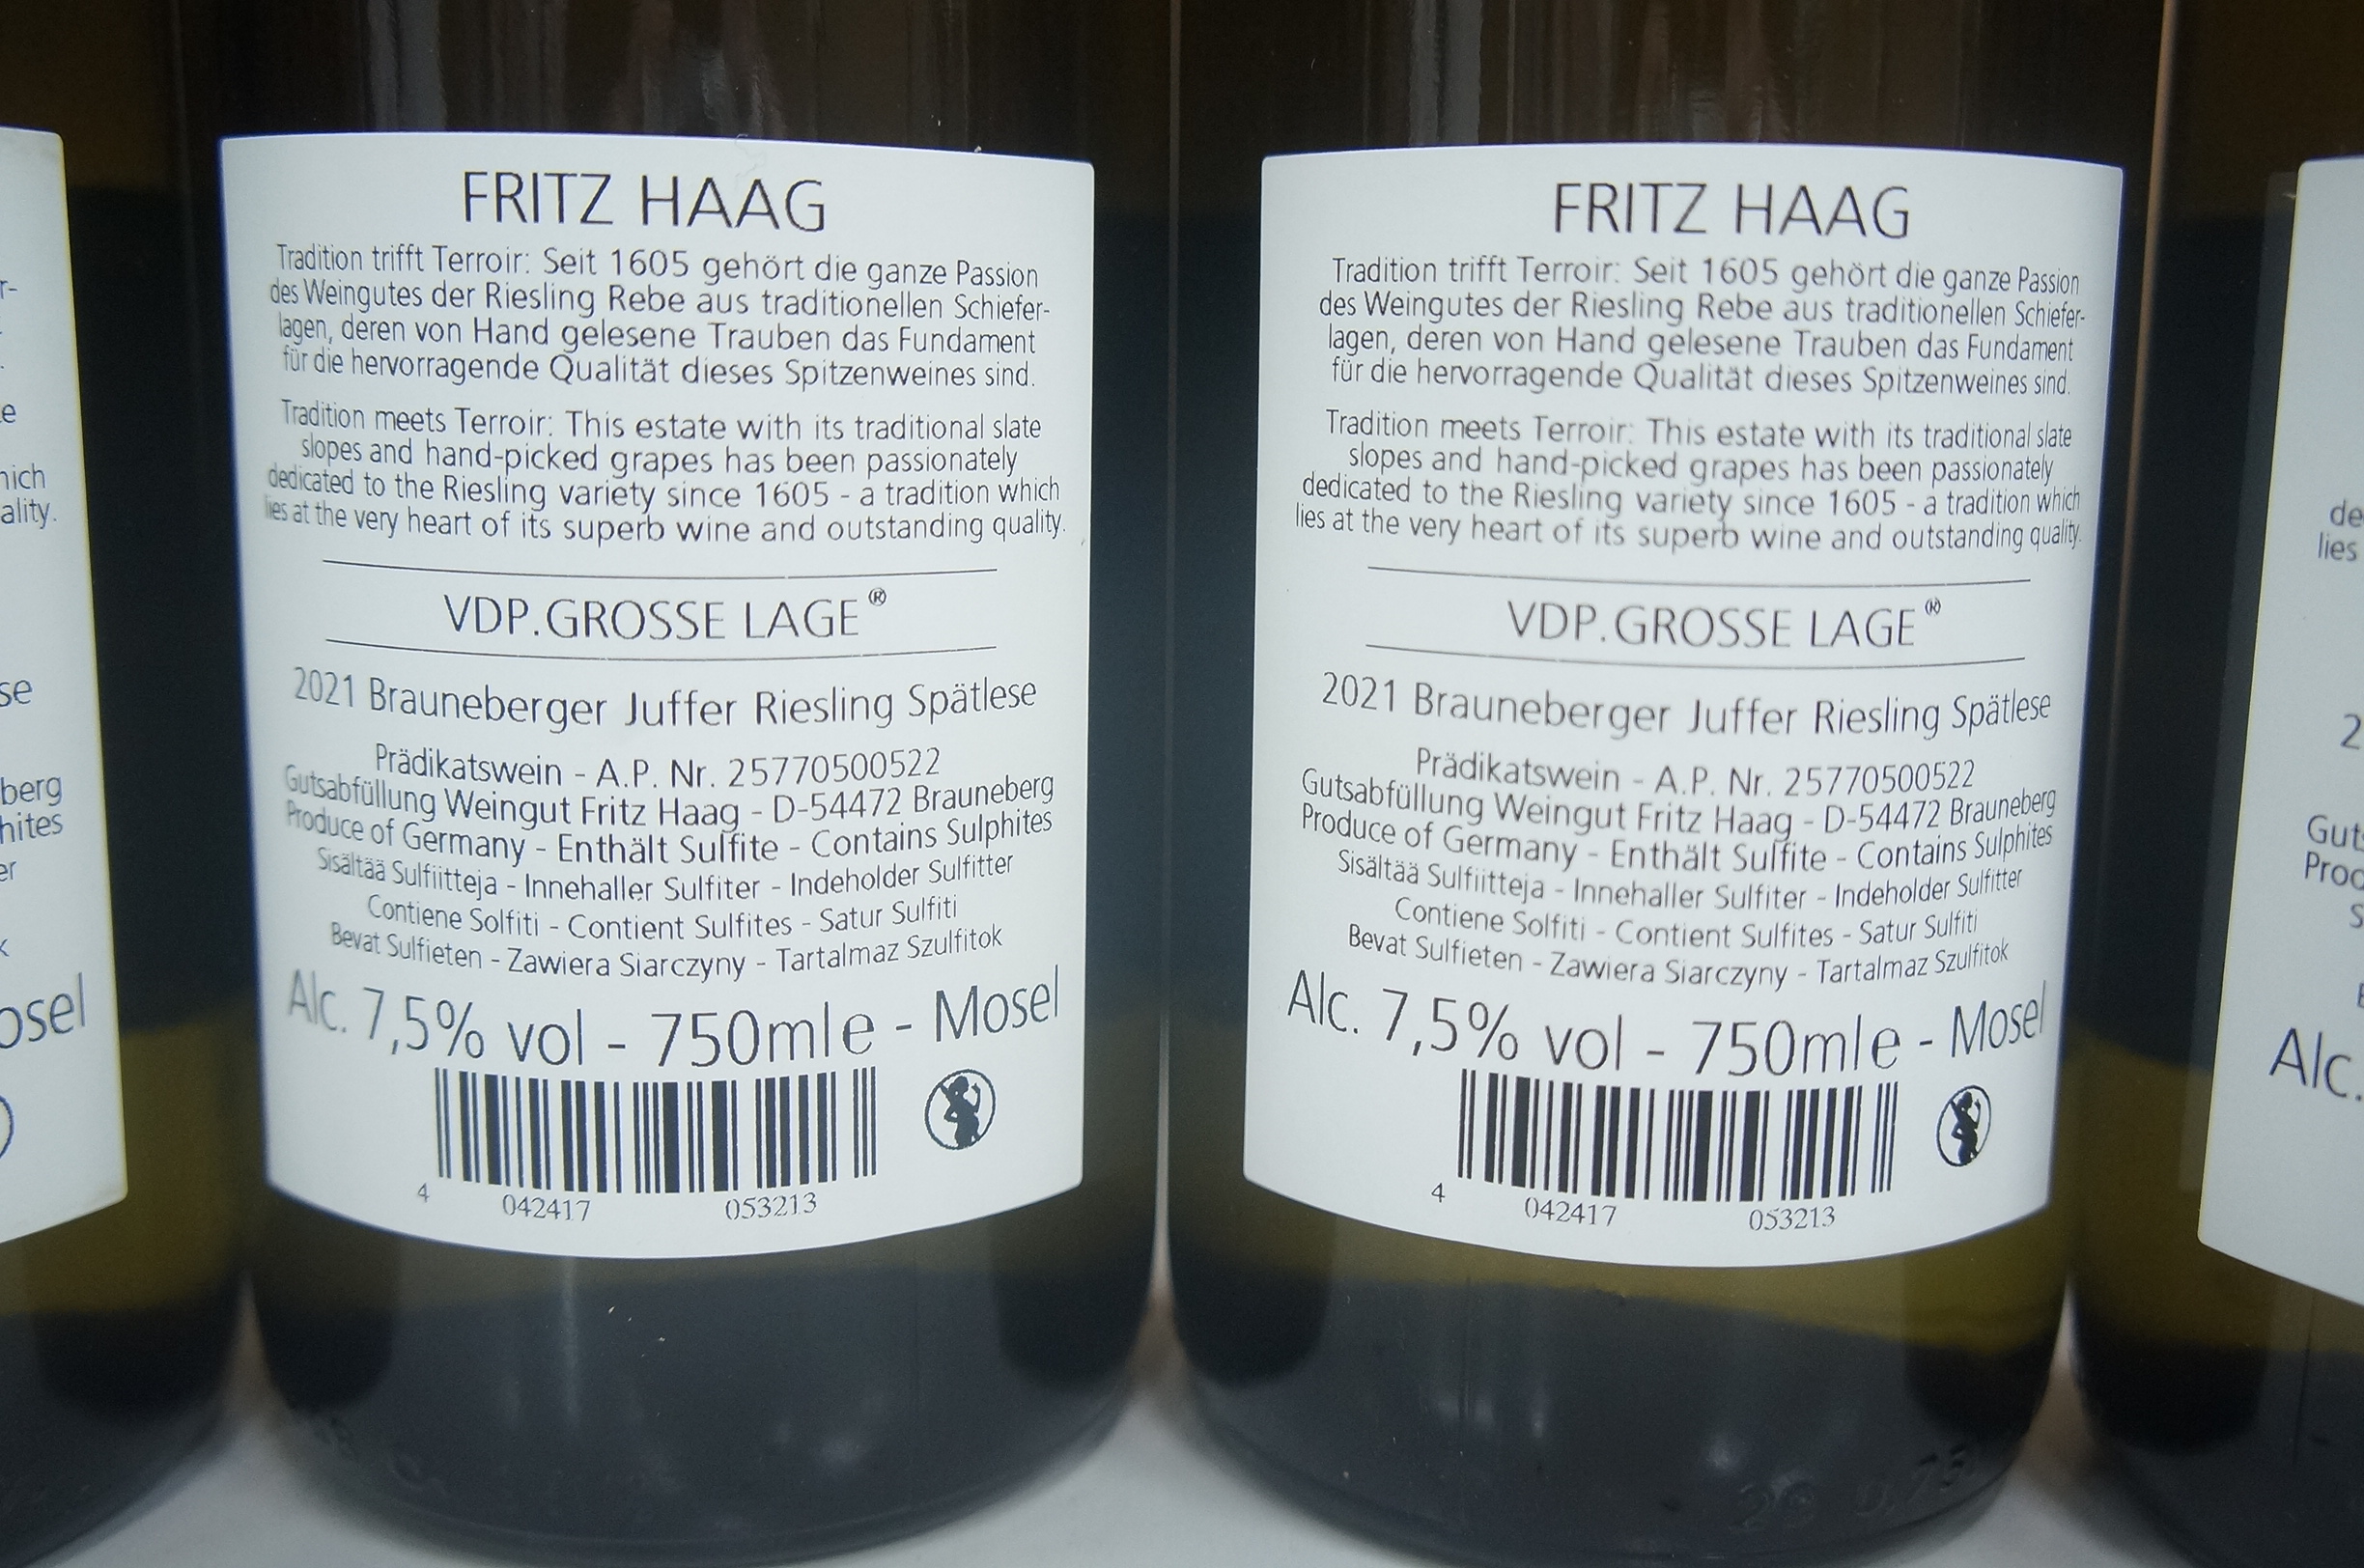 FRITZ HAAG
Tradition trifft Terroir: Seit 1605 gehört die ganze Passion
des Weingutes der Riesling Rebe aus traditionellen Schiefer-
lagen, deren von Hand gelesene Trauben das Fundament
für die hervorragende Qualität dieses Spitzenweines sind.
Tradition meets Terroir: This estate with its traditional slate
slopes and hand-picked grapes has been passionately
dedicated to the Riesling variety since 1605 - a tradition which
lies at the very heart of its superb wine and outstanding quality.
VDP.GROSSE LAGE®
2021 Brauneberger Juffer Riesling Spätlese
Prädikatswein - A.P. Nr. 25770500522
Gutsabfüllung Weingut Fritz Haag - D-54472 Brauneberg
Produce of Germany - Enthält Sulfite - Contains Sulphites
Sisältää Sulfiitteja - Innehaller Sulfiter - Indeholder Sulfitter
Contiene Solfiti - Contient Sulfites - Satur Sulfiti
Bevat Sulfieten - Zawiera Siarczyny - Tartalmaz Szulfitok
Alc. 7,5% vol - 750mle - Mosel
4 042417 053213
FRITZ HAAG
Tradition trifft Terroir: Seit 1605 gehört die ganze Passion
des Weingutes der Riesling Rebe aus traditionellen Schiefer-
lagen, deren von Hand gelesene Trauben das Fundament
für die hervorragende Qualität dieses Spitzenweines sind.
Tradition meets Terroir: This estate with its traditional slate
slopes and hand-picked grapes has been passionately
dedicated to the Riesling variety since 1605 - a tradition which
lies at the very heart of its superb wine and outstanding quality.
VDP.GROSSE LAGE®
2021 Brauneberger Juffer Riesling Spätlese
Prädikatswein - A.P. Nr. 25770500522
Gutsabfüllung Weingut Fritz Haag - D-54472 Brauneberg
Produce of Germany - Enthält Sulfite - Contains Sulphites
Sisältää Sulfiitteja - Innehaller Sulfiter - Indeholder Sulfitter
Contiene Solfiti - Contient Sulfites - Satur Sulfiti
Bevat Sulfieten - Zawiera Siarczyny - Tartalmaz Szulfitok
Alc. 7,5% vol - 750mle - Mosel
4 042417 053213
lies
Alc.